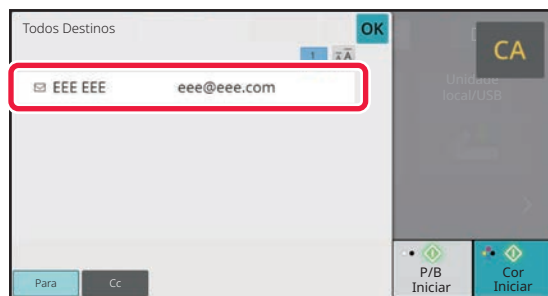 Todos Destinos
OK
1
CA
EEE EEE eee@eee.com
Unidade
local/USB
Para
Cc
P/B
Iniciar
Cor
Iniciar